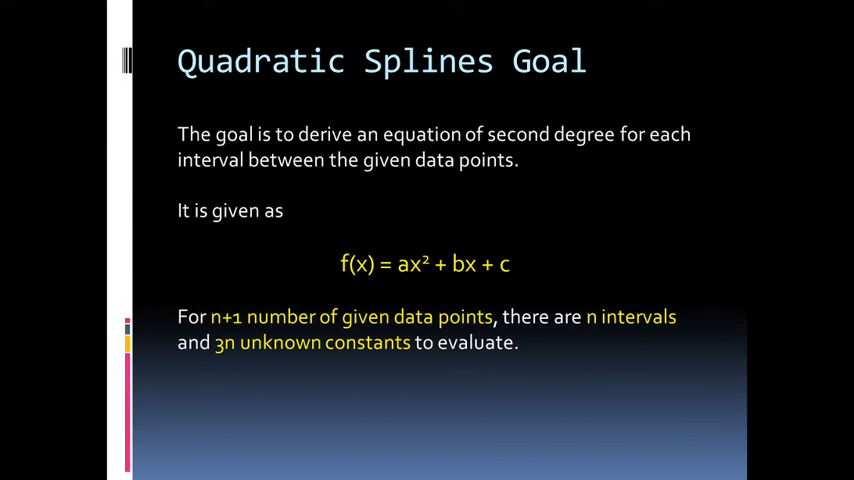 Quadratic Splines Goal
The goal is to derive an equation of second degree for each
interval between the given data points.
It is given as
f(x) = ax² + bx + c
For n+1 number of given data points, there are n intervals
and 3n unknown constants to evaluate.